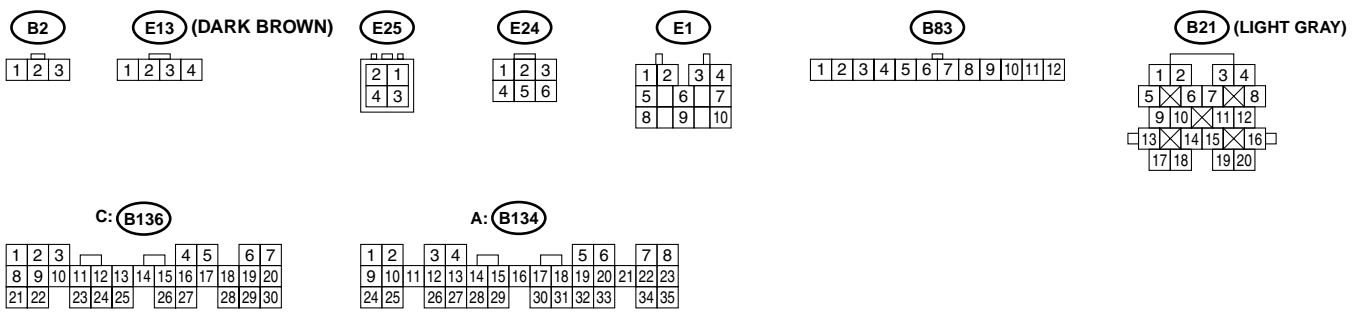 B2 E13 (DARK BROWN) E25 E24 E1 B83 B21 (LIGHT GRAY)
1 2 3
1 2 3 4
2 1
4 3
1 2 3
4 5 6
1 2 3 4
5 6 7
8 9 10
1 2 3 4 5 6 7 8 9 10 11 12
1 2 3 4
5 6 7 8
9 10 11 12
13 14 15 16
17 18 19 20
C: B136
1 2 3 4 5 6 7
8 9 10 11 12 13 14 15 16 17 18 19 20
21 22 23 24 25 26 27 28 29 30
A: B134
1 2 3 4 5 6 7 8
9 10 11 12 13 14 15 16 17 18 19 20 21 22 23
24 25 26 27 28 29 30 31 32 33 34 35